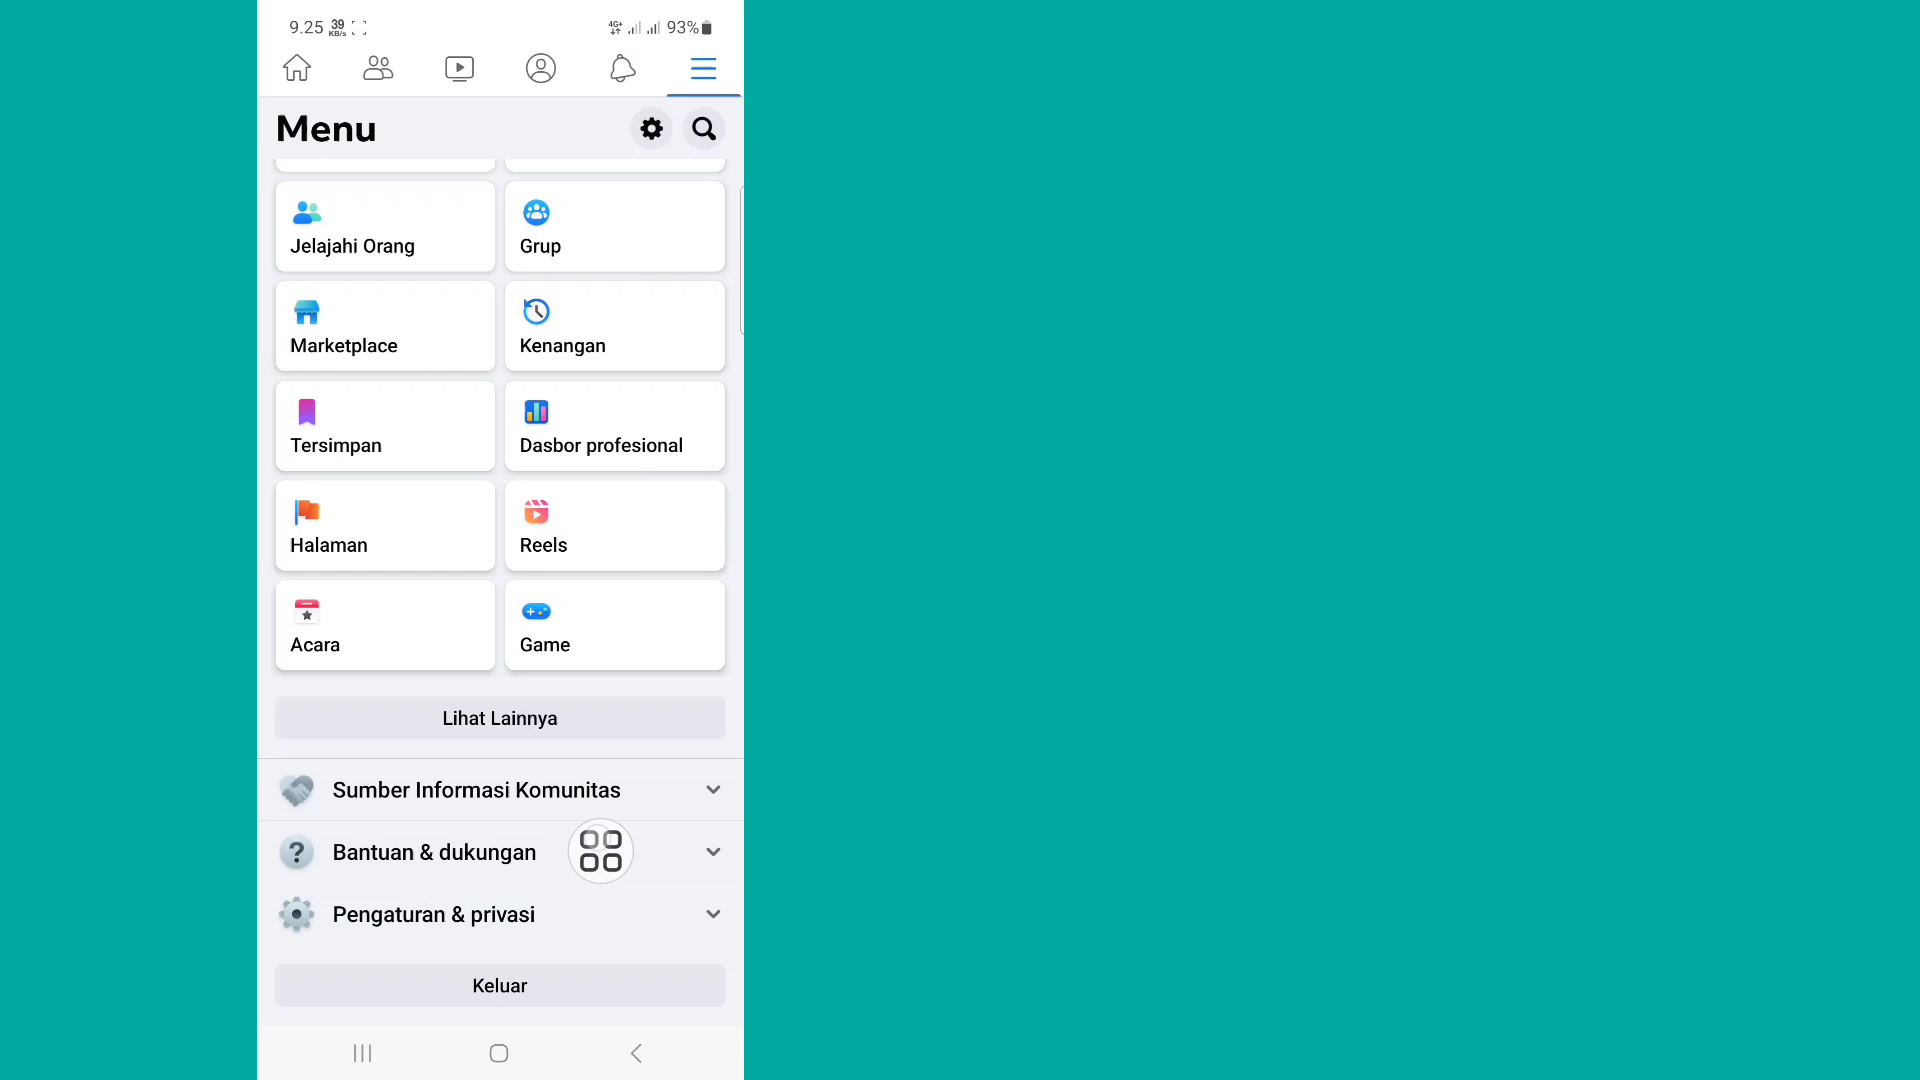 9.25 39 KB/s 4G+ 93%
Menu
Jelajahi Orang
Grup
Marketplace
Kenangan
Tersimpan
Dasbor profesional
Halaman
Reels
Acara
Game
Lihat Lainnya
Sumber Informasi Komunitas
Bantuan & dukungan
Pengaturan & privasi
Keluar